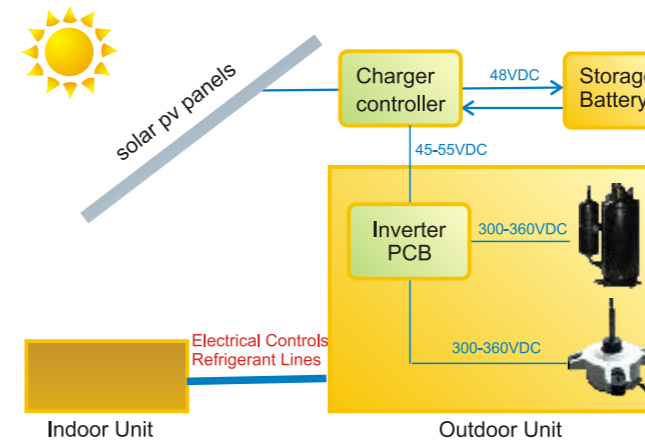 solar pv panels
Charger
controller
48VDC
Storage
Battery
45-55VDC
Inverter
PCB
300-360VDC
300-360VDC
Electrical Controls
Refrigerant Lines
Indoor Unit
Outdoor Unit